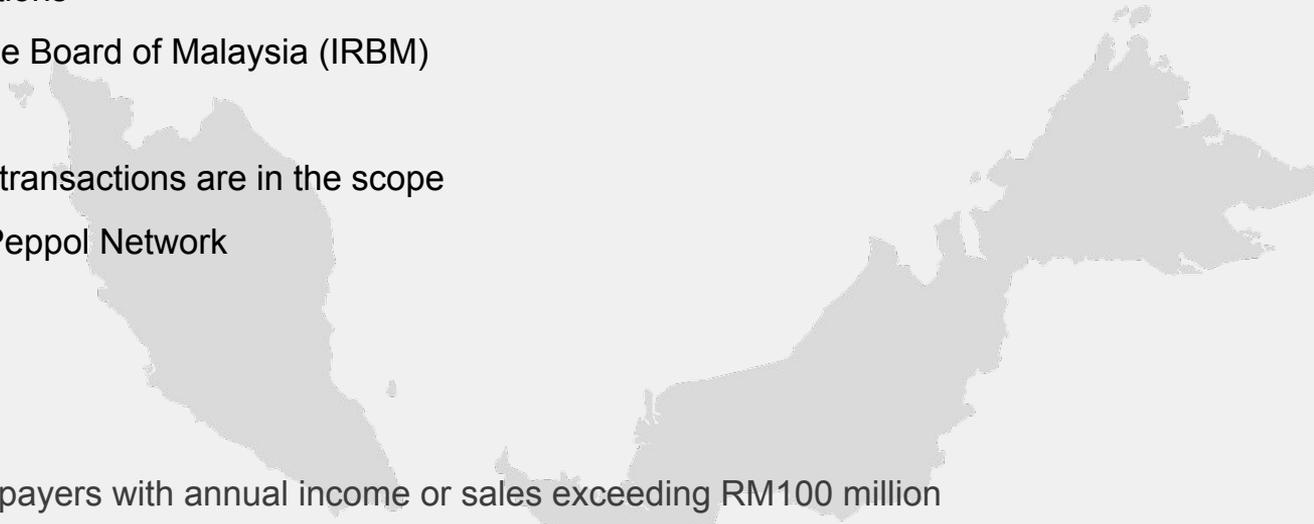 e Board of Malaysia (IRBM)
transactions are in the scope
Peppol Network
payers with annual income or sales exceeding RM100 million